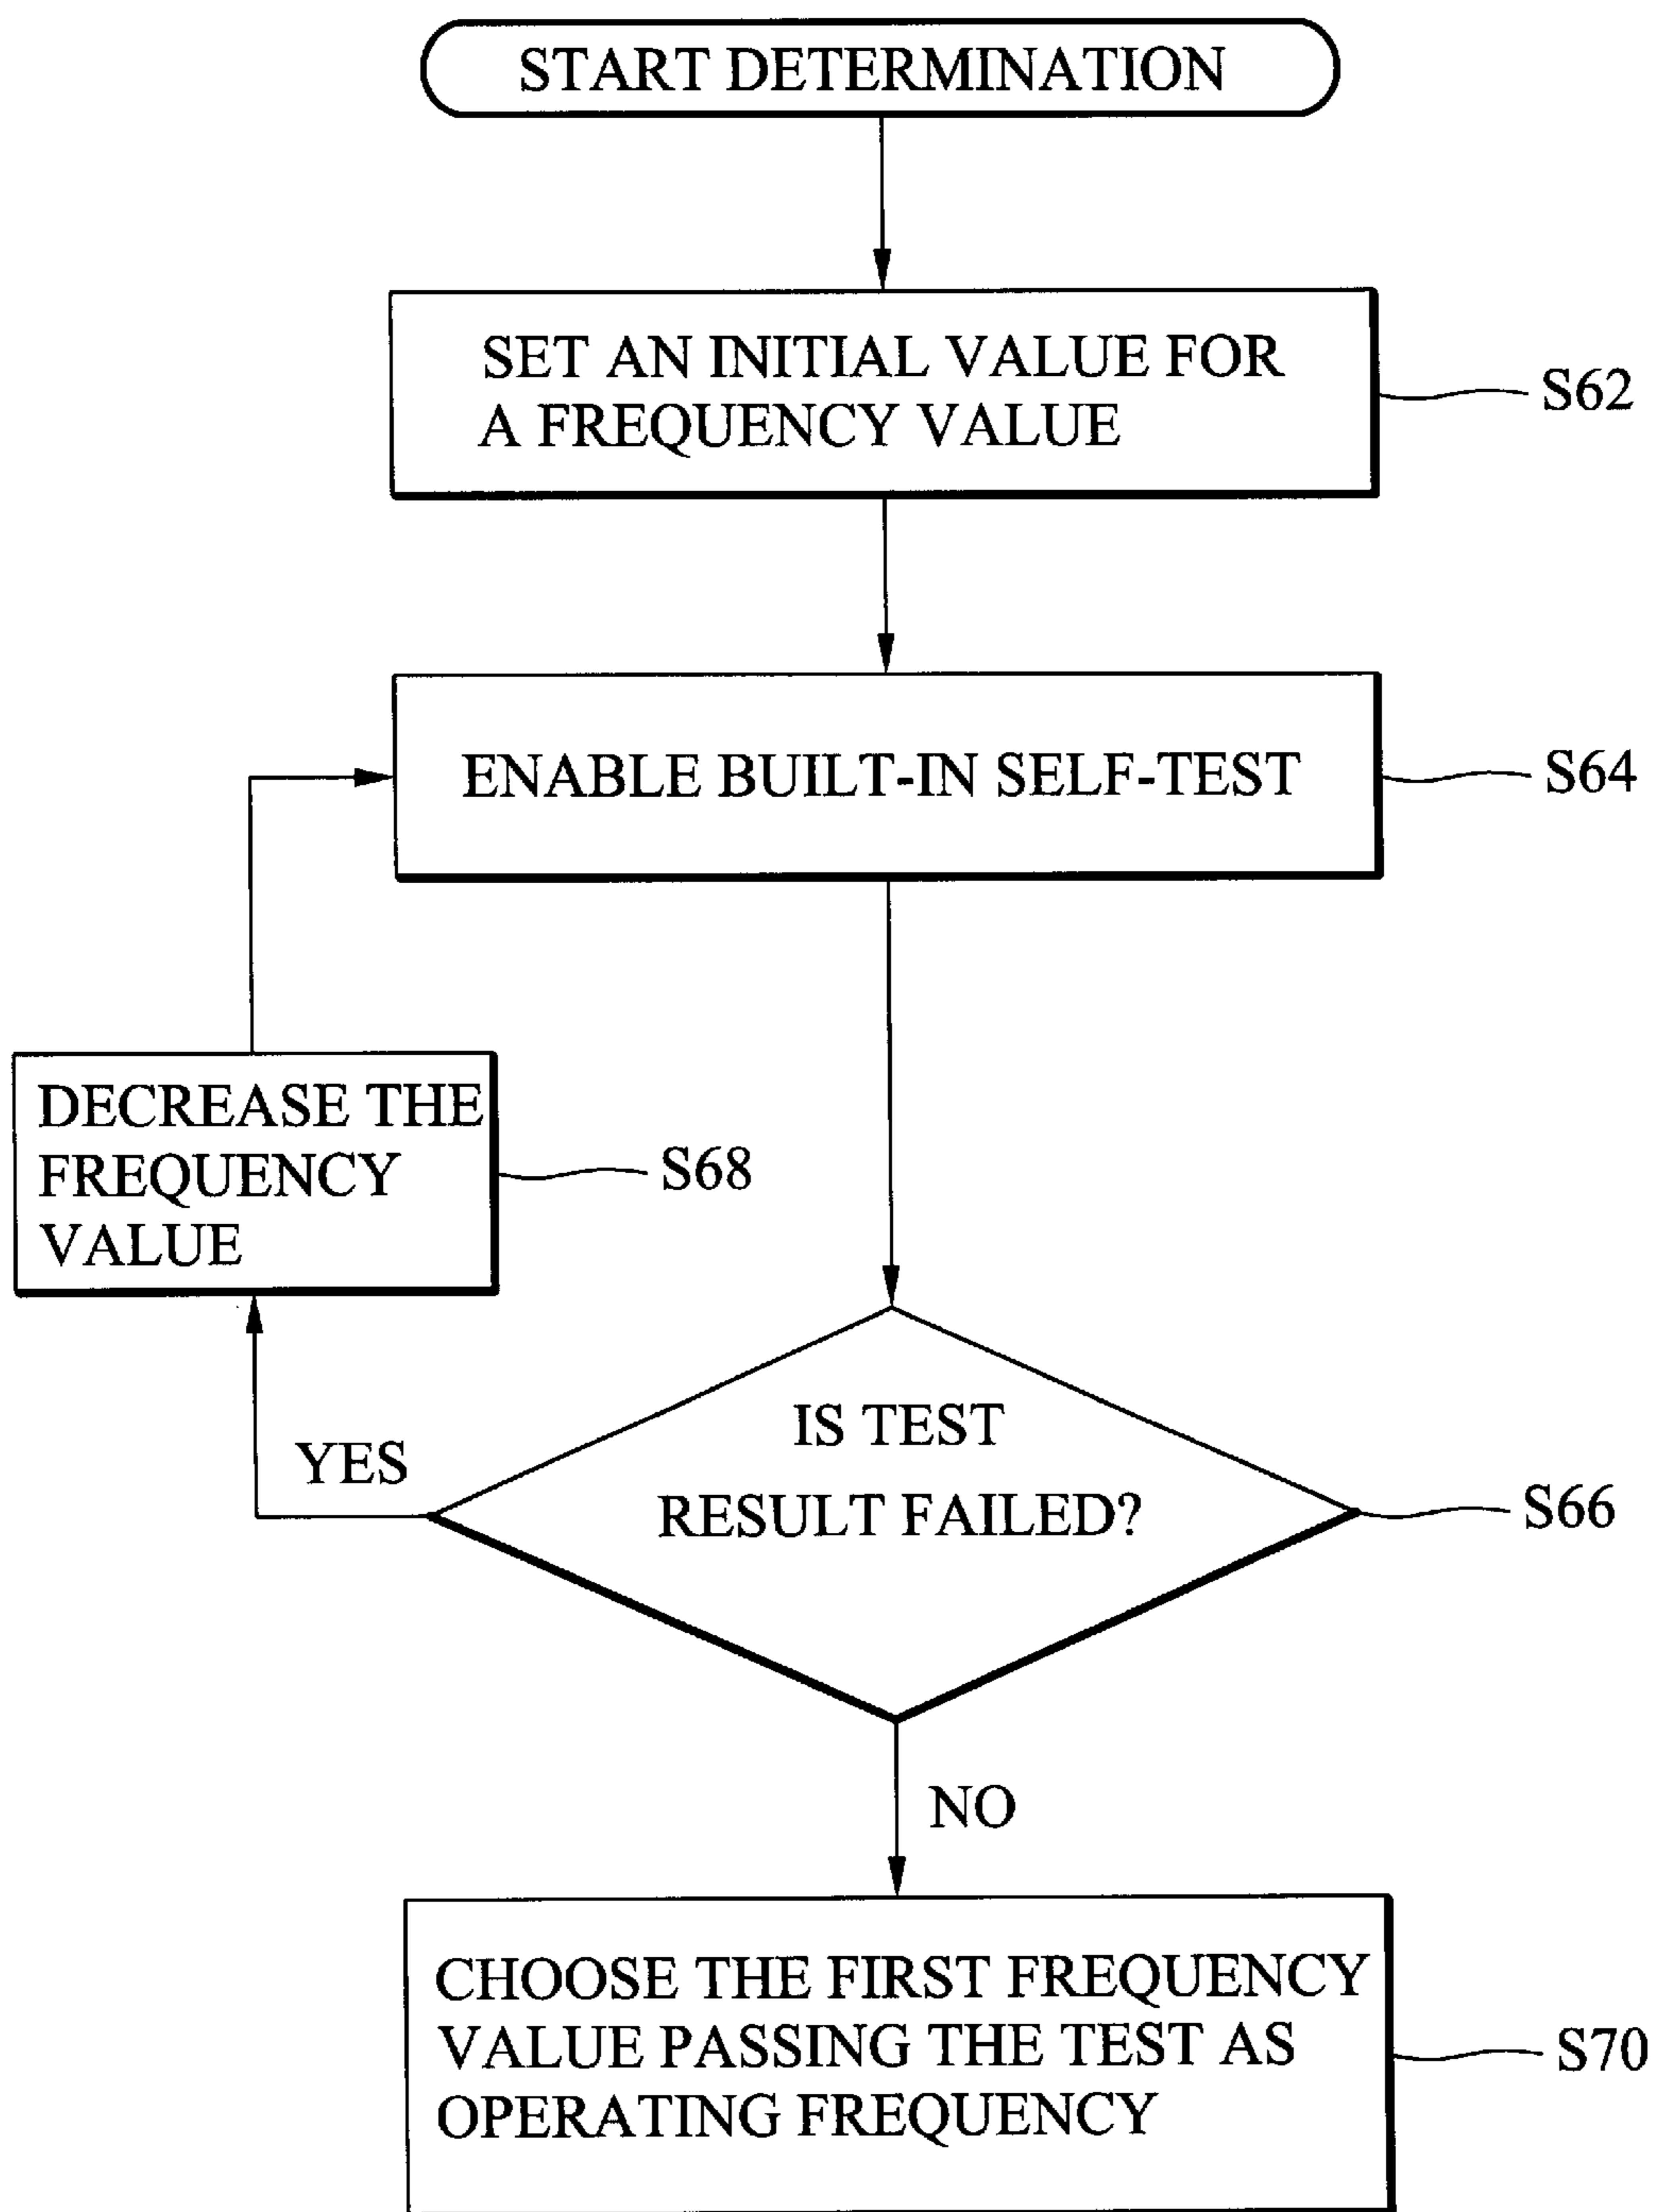 START DETERMINATION
SET AN INITIAL VALUE FOR
A FREQUENCY VALUE
S62
ENABLE BUILT-IN SELF-TEST
S64
DECREASE THE
FREQUENCY
VALUE
S68
IS TEST
RESULT FAILED?
S66
YES
NO
CHOOSE THE FIRST FREQUENCY
VALUE PASSING THE TEST AS
OPERATING FREQUENCY
S70